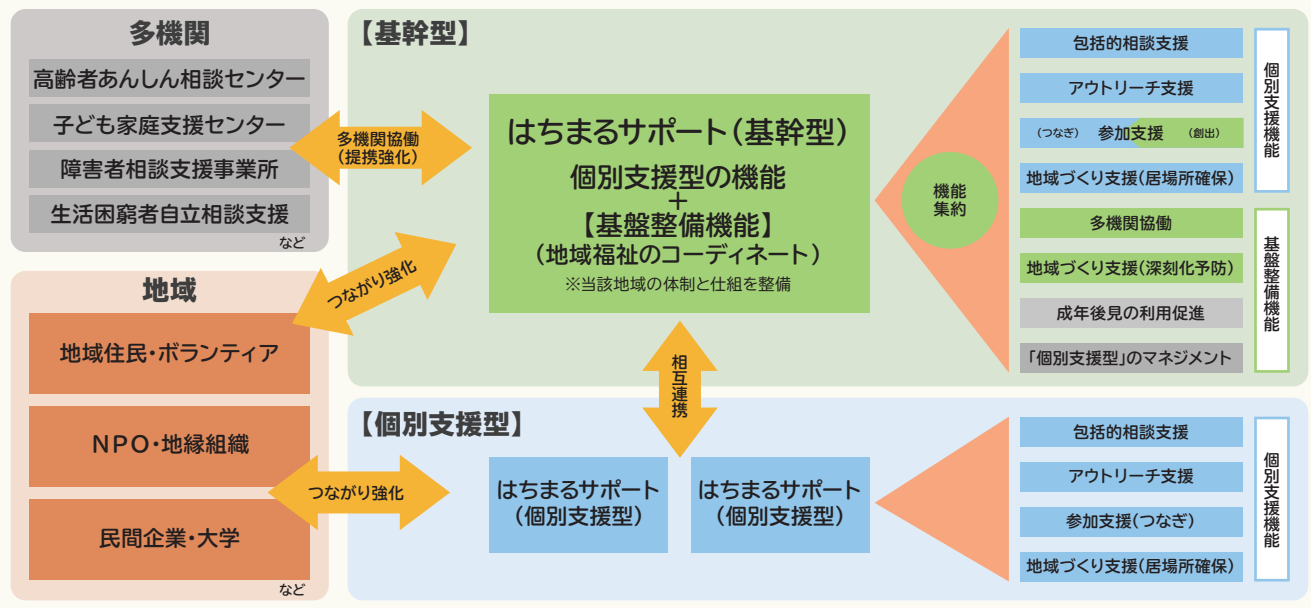 多機関
高齢者あんしん相談センター
子ども家庭支援センター
障害者相談支援事業所
生活困窮者自立相談支援
など
地域
地域住民・ボランティア
NPO・地縁組織
民間企業・大学
など
多機関協働
(提携強化)
つながり強化
つながり強化
【基幹型】
はちまるサポート(基幹型)
個別支援型の機能
+
【基盤整備機能】
(地域福祉のコーディネート)
※当該地域の体制と仕組を整備
相互連携
機能
集約
包括的相談支援
アウトリーチ支援
(つなぎ) 参加支援 (創出)
地域づくり支援(居場所確保)
個別支援機能
多機関協働
地域づくり支援(深刻化予防)
成年後見の利用促進
「個別支援型」のマネジメント
基盤整備機能
【個別支援型】
はちまるサポート
(個別支援型)
はちまるサポート
(個別支援型)
包括的相談支援
アウトリーチ支援
参加支援(つなぎ)
地域づくり支援(居場所確保)
個別支援機能